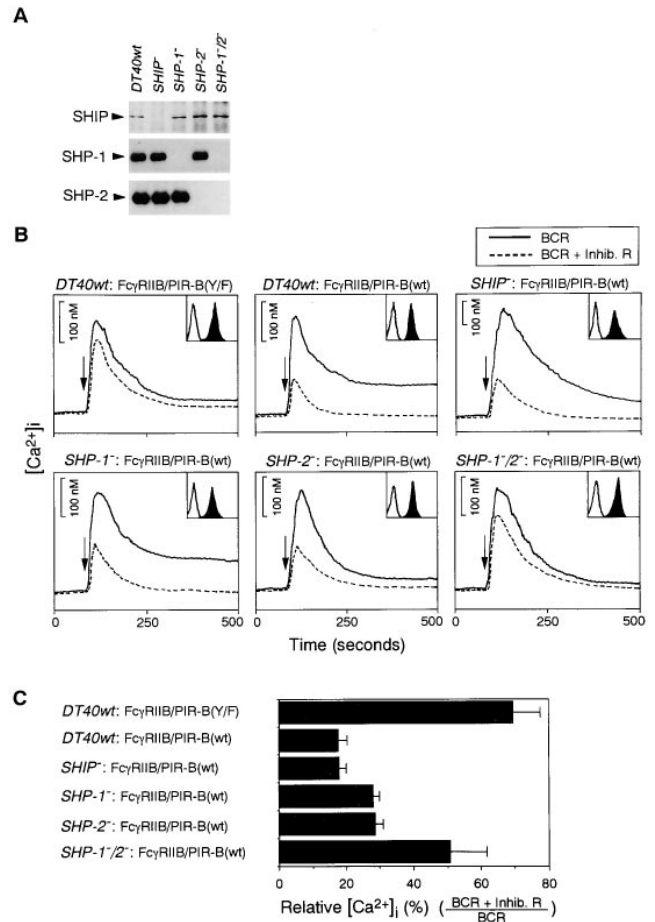 A
DT40wt SHIP⁻ SHP-1⁻ SHP-2⁻ SHP-1⁻/2⁻
SHIP
SHP-1
SHP-2
B
BCR
BCR + Inhib. R
DT40wt: FcγRIIB/PIR-B(Y/F) DT40wt: FcγRIIB/PIR-B(wt) SHIP⁻: FcγRIIB/PIR-B(wt)
100 nM 100 nM 100 nM
SHP-1⁻: FcγRIIB/PIR-B(wt) SHP-2⁻: FcγRIIB/PIR-B(wt) SHP-1⁻/2⁻: FcγRIIB/PIR-B(wt)
100 nM 100 nM 100 nM
[Ca²⁺]i
0 250 500 0 250 500 0 250 500
Time (seconds)
C
DT40wt: FcγRIIB/PIR-B(Y/F)
DT40wt: FcγRIIB/PIR-B(wt)
SHIP⁻: FcγRIIB/PIR-B(wt)
SHP-1⁻: FcγRIIB/PIR-B(wt)
SHP-2⁻: FcγRIIB/PIR-B(wt)
SHP-1⁻/2⁻: FcγRIIB/PIR-B(wt)
0 20 40 60 80
Relative [Ca²⁺]i (%) (BCR + Inhib. R / BCR)